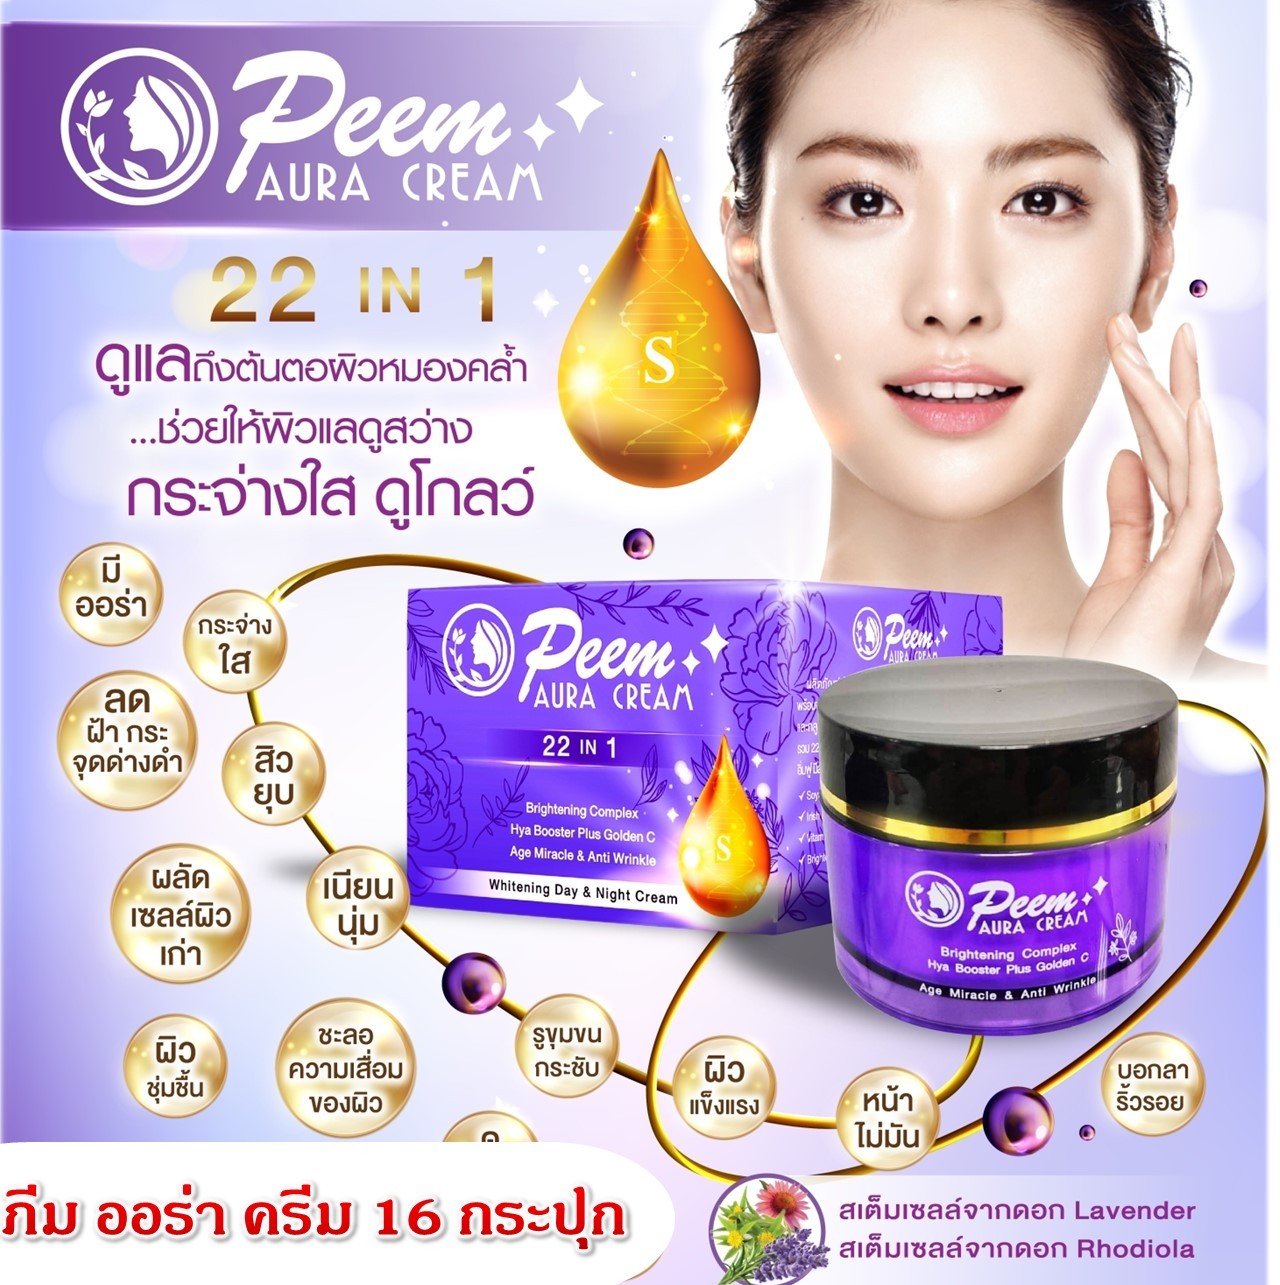 Peem
AURA CREAM
22 IN 1
ดูแลถึงต้นตอผิวหมองคล้ำ
...ช่วยให้ผิวแลดูสว่าง
กระจ่างใส ดูโกลว์
S
มี
ออร่า
กระจ่าง
ใส
ลด
ฝ้า กระ
จุดด่างดำ
สิว
ยุบ
ผลัด
เซลล์ผิว
เก่า
เนียน
นุ่ม
ผิว
ชุ่มชื้น
ชะลอ
ความเสื่อม
ของผิว
รูขุมขน
กระชับ
ผิว
แข็งแรง
หน้า
ไม่มัน
บอกลา
ริ้วรอย
Peem
AURA CREAM
22 IN 1
Brightening Complex
Hya Booster Plus Golden C
Age Miracle & Anti Wrinkle
Whitening Day & Night Cream
S
Peem
AURA CREAM
Peem
AURA CREAM
Brightening Complex
Hya Booster Plus Golden C
Age Miracle & Anti Wrinkle
ภีม ออร่า ครีม 16 กระปุก
สเต็มเซลล์จากดอก Lavender
สเต็มเซลล์จากดอก Rhodiola